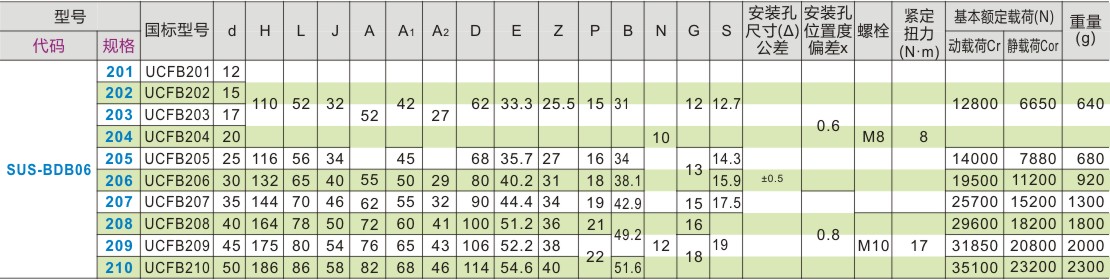 型号 国标型号 d H L J A A1 A2 D E Z P B N G S 安装孔尺寸(Δ)公差 安装孔位置度偏差x 螺栓 紧定扭力(N·m) 基本额定载荷(N) 重量(g)
代码 规格 动载荷Cr 静载荷Cor
SUS-BDB06
201 UCFB201 12
202 UCFB202 15
110 52 32 52 42 27 62 33.3 25.5 15 31 12 12.7 12800 6650 640
203 UCFB203 17
0.6
204 UCFB204 20 10 M8 8
205 UCFB205 25 116 56 34 45 68 35.7 27 16 34 14.3 14000 7880 680
13
206 UCFB206 30 132 65 40 55 50 29 80 40.2 31 18 38.1 15.9 ±0.5 19500 11200 920
207 UCFB207 35 144 70 46 62 55 32 90 44.4 34 19 42.9 15 17.5 25700 15200 1300
208 UCFB208 40 164 78 50 72 60 41 100 51.2 36 21 16 29600 18200 1800
49.2 0.8
209 UCFB209 45 175 80 54 76 65 43 106 52.2 38 12 19 M10 17 31850 20800 2000
22 18
210 UCFB210 50 186 86 58 82 68 46 114 54.6 40 51.6 35100 23200 2300